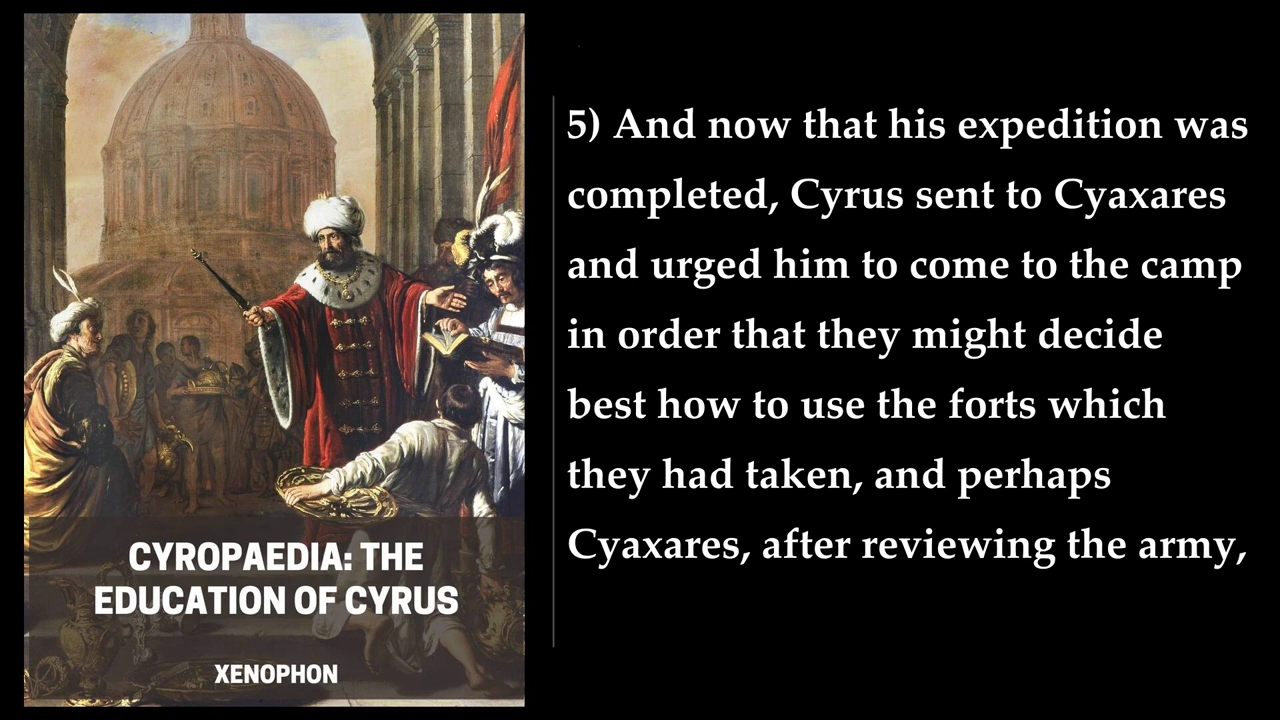 CYROPAEDIA: THE
EDUCATION OF CYRUS
XENOPHON
5) And now that his expedition was
completed, Cyrus sent to Cyaxares
and urged him to come to the camp
in order that they might decide
best how to use the forts which
they had taken, and perhaps
Cyaxares, after reviewing the army,